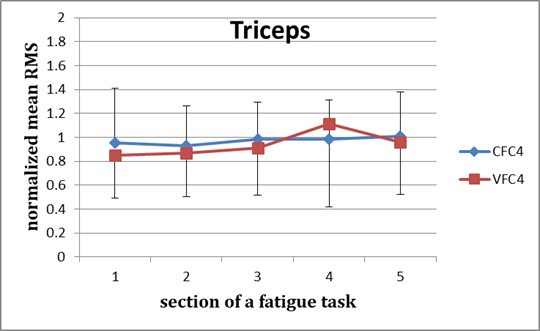 Triceps
normalized mean RMS
2
1.8
1.6
1.4
1.2
1
0.8
0.6
0.4
0.2
0
1 2 3 4 5
section of a fatigue task
CFC4
VFC4